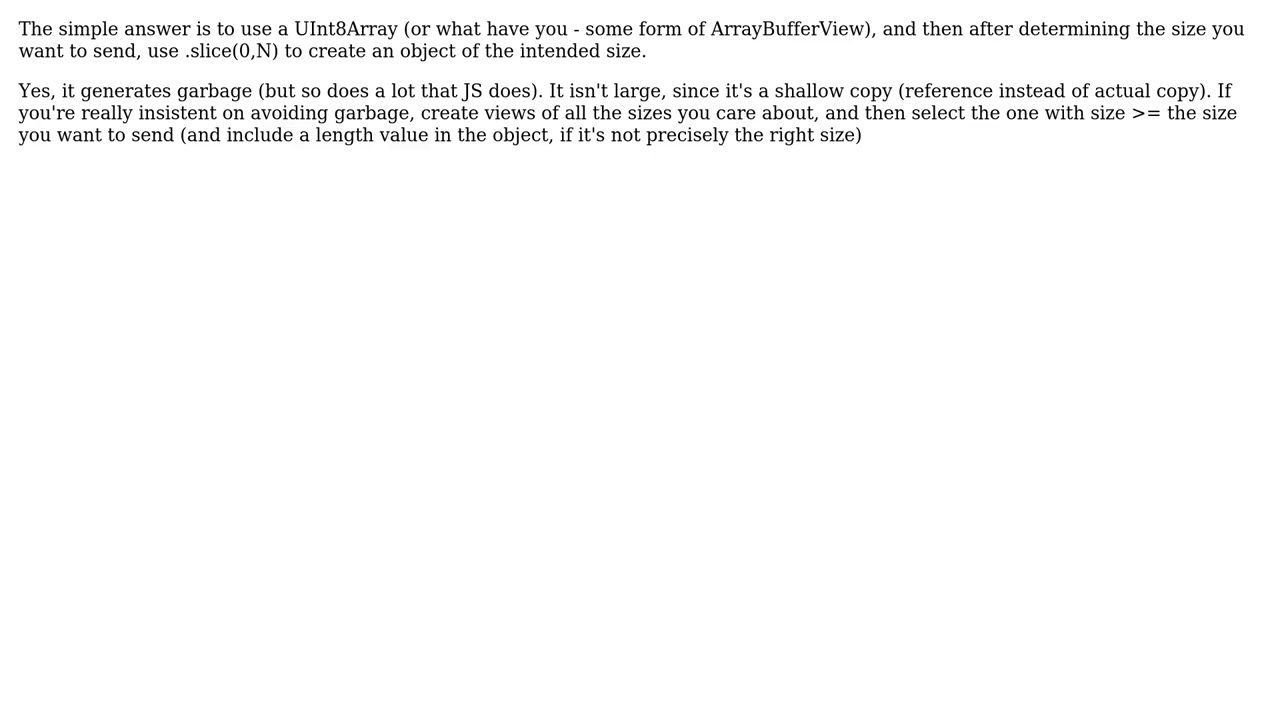 The simple answer is to use a UInt8Array (or what have you - some form of ArrayBufferView), and then after determining the size you
want to send, use .slice(0,N) to create an object of the intended size.
Yes, it generates garbage (but so does a lot that JS does). It isn't large, since it's a shallow copy (reference instead of actual copy). If
you're really insistent on avoiding garbage, create views of all the sizes you care about, and then select the one with size >= the size
you want to send (and include a length value in the object, if it's not precisely the right size)